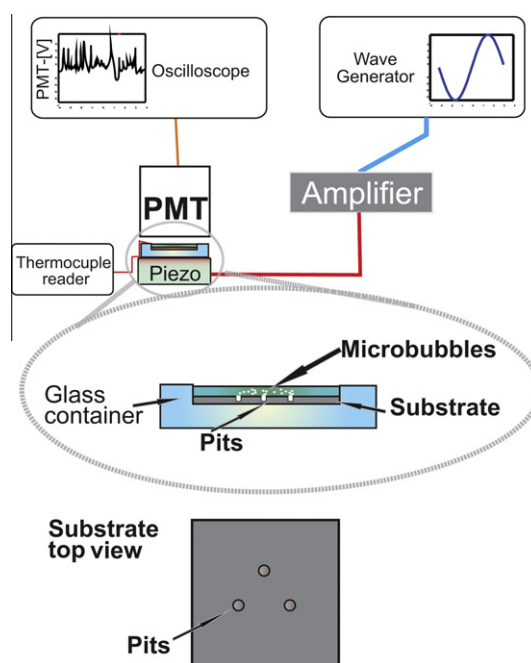 PMT-[V]
Oscilloscope
Wave
Generator
Amplifier
PMT
Thermocuple
reader
Piezo
Microbubbles
Glass
container
Substrate
Pits
Substrate
top view
Pits